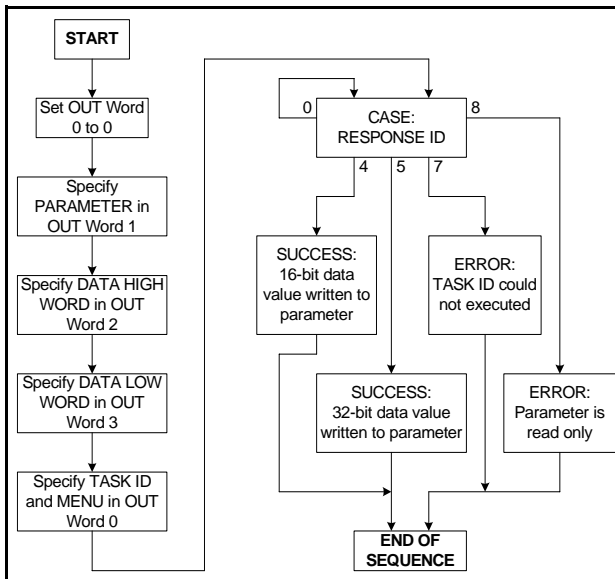 START
Set OUT Word
0 to 0
Specify
PARAMETER in
OUT Word 1
Specify DATA HIGH
WORD in OUT
Word 2
Specify DATA LOW
WORD in OUT
Word 3
Specify TASK ID
and MENU in OUT
Word 0
CASE:
RESPONSE ID
0
8
4
5
7
SUCCESS:
16-bit data
value written to
parameter
ERROR:
TASK ID could
not executed
SUCCESS:
32-bit data value
written to parameter
ERROR:
Parameter is
read only
END OF
SEQUENCE